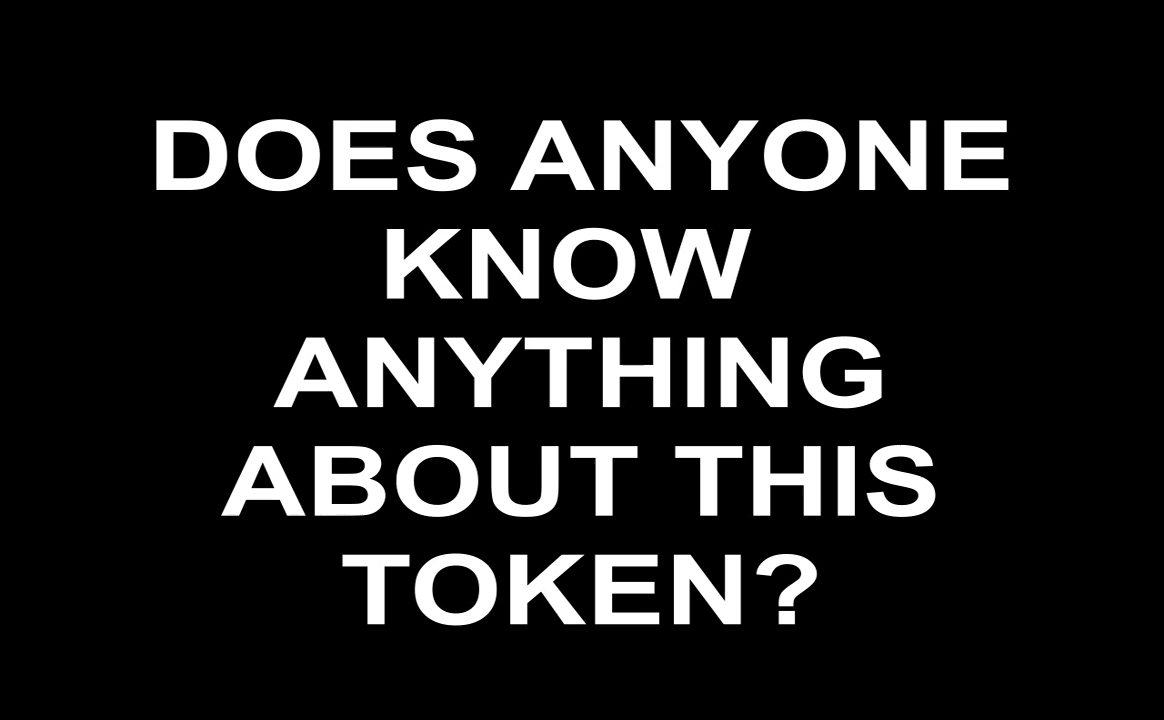 DOES ANYONE
KNOW
ANYTHING
ABOUT THIS
TOKEN?